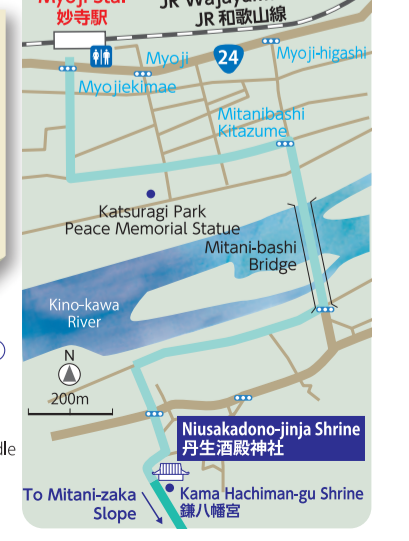 Myoji Sta.
妙寺駅
JR Wakayama
JR 和歌山線
Myoji
24
Myoji-higashi
Myojiekimae
Mitanibashi
Kitazume
Katsuragi Park
Peace Memorial Statue
Mitani-bashi
Bridge
Kino-kawa
River
N
200m
Niusakadono-jinja Shrine
丹生酒殿神社
dle
To Mitani-zaka
Slope
Kama Hachiman-gu Shrine
鎌八幡宮